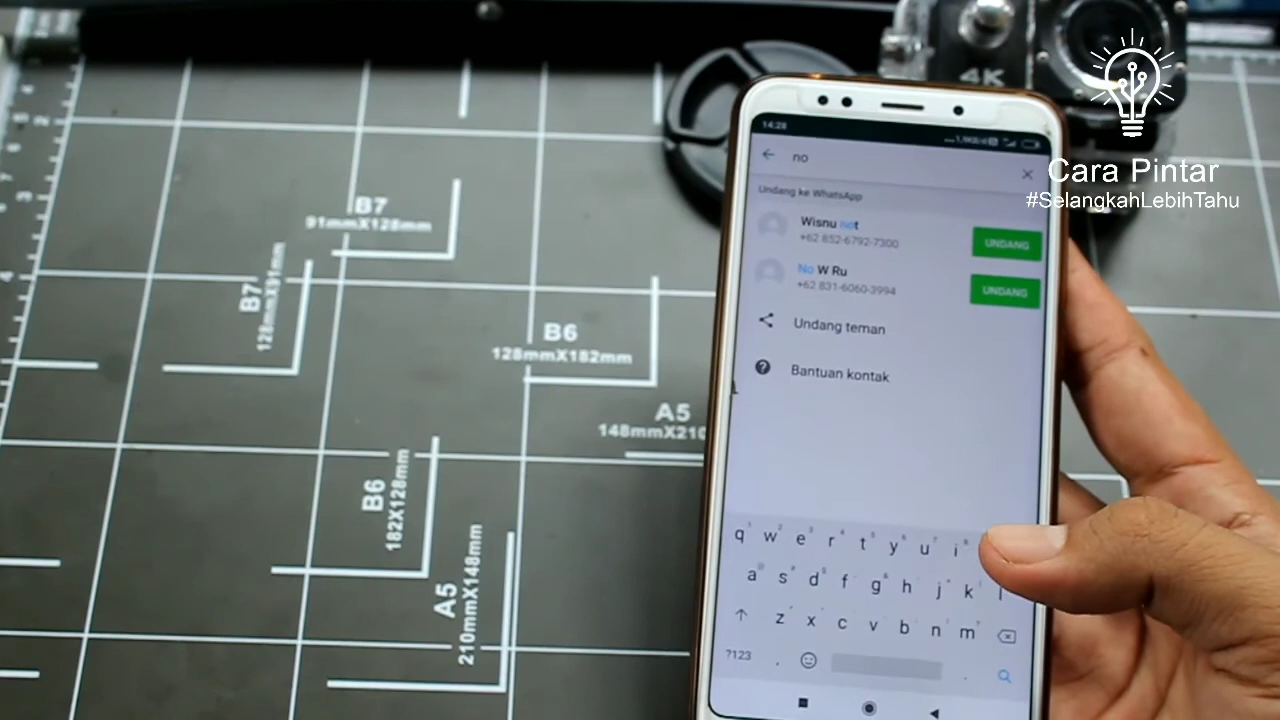 4K
Cara Pintar
#SelangkahLebihTahu
14:28
no
Undang ke WhatsApp
Wisnu not
+62 852-6792-7300
UNDANG
No W Ru
+62 831-6060-3994
UNDANG
Undang teman
Bantuan kontak
q w e r t y u i
a s d f g h j k l
z x c v b n m
?123
B7
91mmX128mm
B7
128mmX91mm
B6
128mmX182mm
A5
148mmX210
B6
182X128mm
A5
210mmX148mm